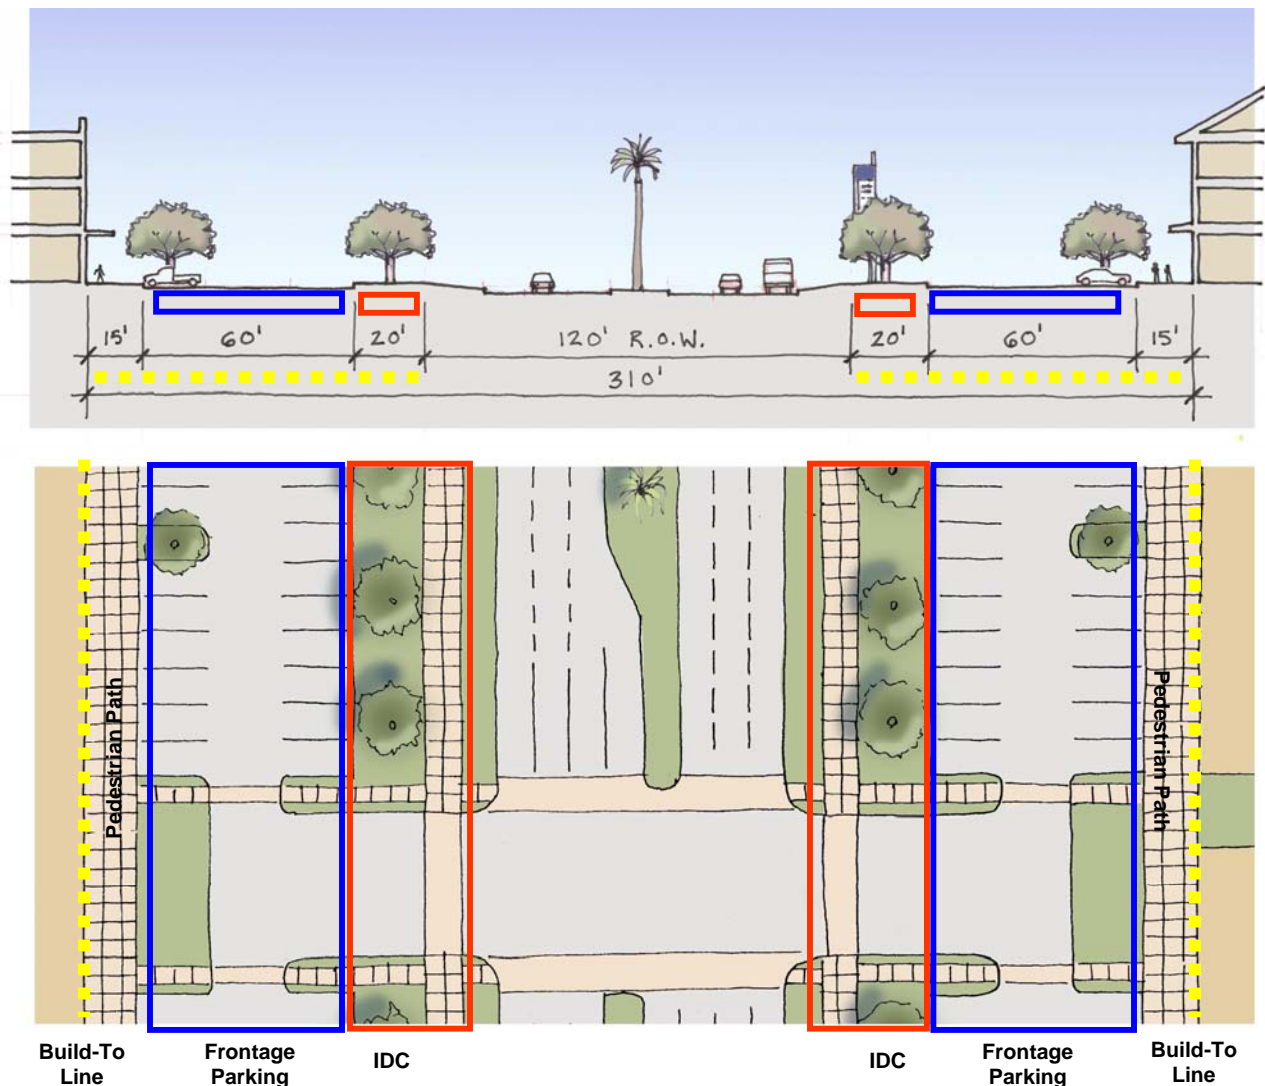 15' 60' 20' 120' R.O.W. 20' 60' 15'
310'
Pedestrian Path
Pedestrian Path
Build-To
Line
Frontage
Parking
IDC
IDC
Frontage
Parking
Build-To
Line